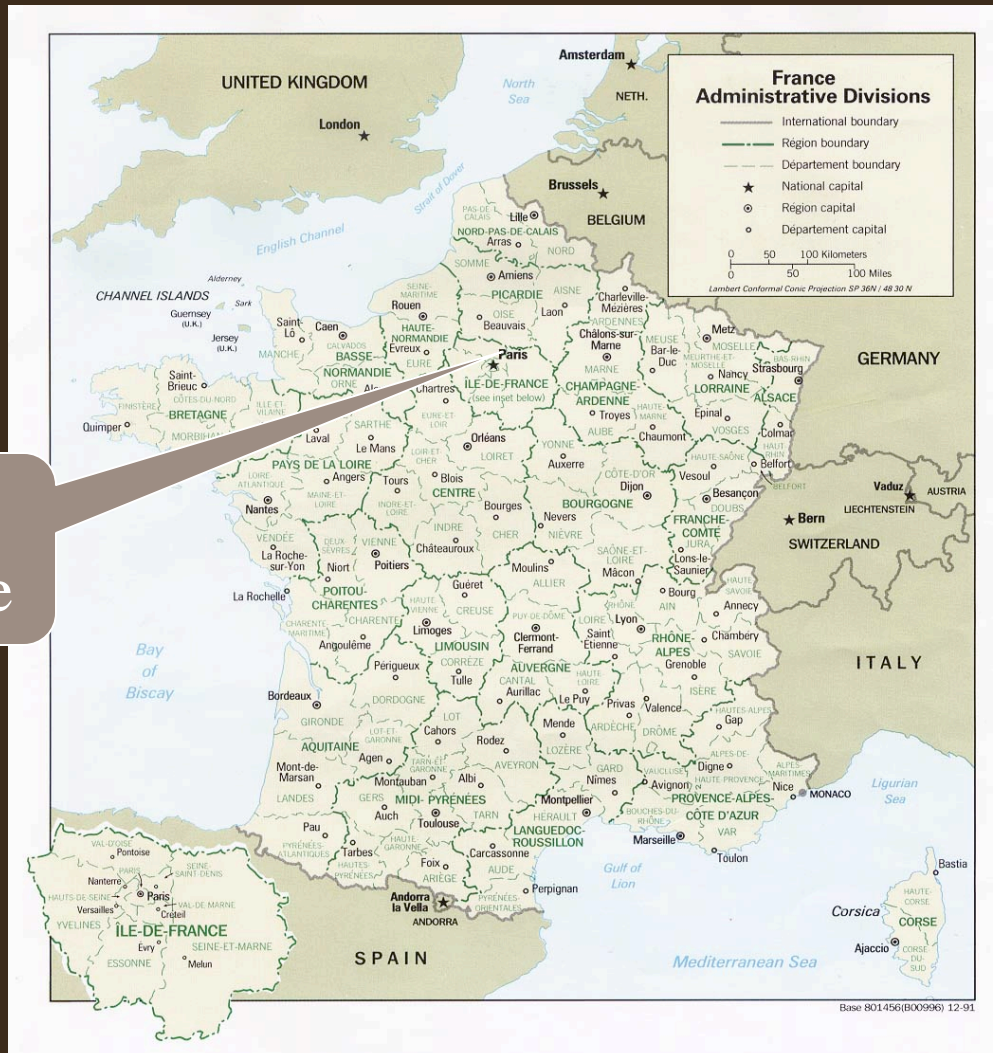 France
Administrative Divisions
International boundary
Région boundary
Département boundary
National capital
Région capital
Département capital
0 50 100 Kilometers
0 50 100 Miles
Lambert Conformal Conic Projection SP 36N / 48 30 N
UNITED KINGDOM
London
North
Sea
Amsterdam
NETH.
Brussels
BELGIUM
Strait of Dover
English Channel
CHANNEL ISLANDS
Alderney
Guernsey
(U.K.)
Sark
Jersey
(U.K.)
PAS-DE-
CALAIS
Lille
NORD-PAS-DE-CALAIS
Arras
NORD
SOMME
Amiens
PICARDIE
AISNE
OISE
Beauvais
Laon
SEINE-
MARITIME
Rouen
HAUTE-
NORMANDIE
Évreux
EURE
Saint-
Lô
Caen
CALVADOS
MANCHE
BASSE-
NORMANDIE
ORNE
Charleville-
Mézières
ARDENNES
Châlons-sur-
Marne
MARNE
CHAMPAGNE-
ARDENNE
Troyes
AUBE
HAUTE-
MARNE
Chaumont
MEUSE
Bar-le-
Duc
Metz
MOSELLE
MEURTHE-ET-
MOSELLE
Nancy
LORRAINE
Épinal
VOSGES
BAS-RHIN
Strasbourg
ALSACE
Colmar
HAUT
RHIN
Belfort
BELFORT
GERMANY
Paris
ÎLE-DE-FRANCE
(see inset below)
Chartres
EURE-ET
LOIR
Saint-
Brieuc
CÔTES-DU-NORD
FINISTÈRE
BRETAGNE
Quimper
MORBIHAN
ILLE-ET-
VILAINE
Laval
SARTHE
Le Mans
PAYS DE LA LOIRE
LOIRE
ATLANTIQUE
Nantes
MAINE-ET-
LOIRE
Angers
VENDÉE
La Roche-
sur-Yon
Orléans
LOIRET
LOIR-ET
CHER
Blois
Tours
INDRE-ET-
LOIRE
CENTRE
Bourges
CHER
INDRE
Châteauroux
YONNE
Auxerre
CÔTE-D'OR
Dijon
BOURGOGNE
Nevers
NIÈVRE
SAÔNE-ET-
LOIRE
Mâcon
HAUTE-SAÔNE
Vesoul
Besançon
DOUBS
FRANCHE-
COMTÉ
JURA
Lons-le-
Saunier
Vaduz
AUSTRIA
LIECHTENSTEIN
Bern
SWITZERLAND
DEUX-
SÈVRES
VIENNE
Niort
Poitiers
La Rochelle
POITOU-
CHARENTES
CHARENTE-
MARITIME
CHARENTE
Angoulême
Guéret
HAUTE-
VIENNE
CREUSE
Limoges
LIMOUSIN
CORRÈZE
Tulle
Moulins
ALLIER
PUY-DE-DÔME
Clermont-
Ferrand
AUVERGNE
CANTAL
Aurillac
HAUTE-
LOIRE
Le Puy
Bourg
AIN
HAUTE
SAVOIE
Annecy
RHÔNE
LOIRE
Lyon
Saint
Étienne
RHÔNE-
ALPES
Chambery
SAVOIE
Grenoble
ISÈRE
Privas
Valence
ARDÈCHE
DRÔME
HAUTES-ALPES
Gap
ITALY
Bay
of
Biscay
Périgueux
DORDOGNE
Bordeaux
GIRONDE
AQUITAINE
LOT-ET-
GARONNE
Agen
Mont-de-
Marsan
LANDES
Pau
PYRÉNÉES-
ATLANTIQUES
LOT
Cahors
Rodez
AVEYRON
TARN-ET
GARONNE
Montauban
Albi
GERS
Auch
MIDI-PYRÉNÉES
Toulouse
TARN
HAUTE
GARONNE
Tarbes
HAUTES-
PYRÉNÉES
Foix
ARIÈGE
Mende
LOZÈRE
GARD
Nîmes
Montpellier
HÉRAULT
LANGUEDOC-
ROUSSILLON
Carcassonne
AUDE
Perpignan
PYRÉNÉES-
ORIENTALES
VAUCLUSE
Avignon
ALPES-DE-
Digne
HAUTE-PROVENCE
ALPES-
MARITIMES
Nice
MONACO
PROVENCE-ALPES-
CÔTE D'AZUR
BOUCHES-DU-
RHÔNE
VAR
Marseille
Toulon
Ligurian
Sea
Gulf of
Lion
Andorra
la Vella
ANDORRA
SPAIN
Mediterranean Sea
Bastia
HAUTE-
CORSE
Corsica
CORSE
Ajaccio
CORSE-
DU-
SUD
VAL-D'OISE
Pontoise
SEINE-
SAINT-DENIS
Nanterre
PARIS
Paris
HAUTS-DE-SEINE
VAL-DE-MARNE
Versailles
Créteil
YVELINES
ÎLE-DE-FRANCE
Évry
SEINE-ET-MARNE
ESSONNE
Melun
Base 801456(B00996) 12-91